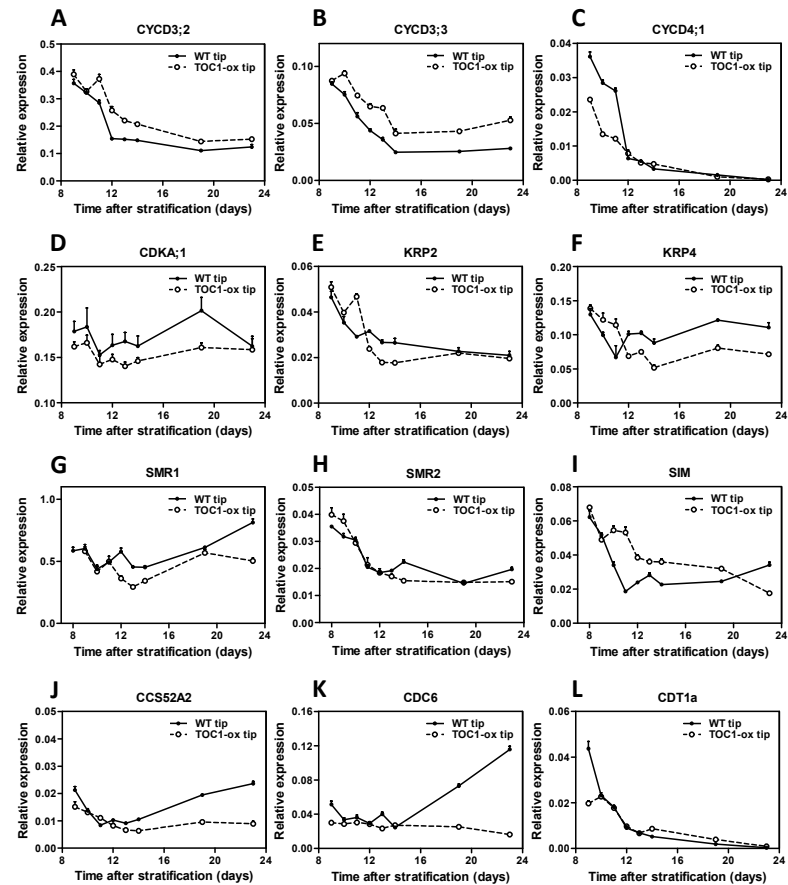 A
CYCD3;2
Relative expression
0.5
0.4
0.3
0.2
0.1
0.0
WT tip
TOC1-ox tip
8 12 16 20 24
Time after stratification (days)
B
CYCD3;3
Relative expression
0.10
0.05
0.00
WT tip
TOC1-ox tip
8 12 16 20 24
Time after stratification (days)
C
CYCD4;1
Relative expression
0.04
0.03
0.02
0.01
0.00
WT tip
TOC1-ox tip
8 12 16 20 24
Time after stratification (days)
D
CDKA;1
Relative expression
0.25
0.20
0.15
0.10
WT tip
TOC1-ox tip
8 12 16 20 24
Time after stratification (days)
E
KRP2
Relative expression
0.06
0.04
0.02
0.00
WT tip
TOC1-ox tip
8 12 16 20 24
Time after stratification (days)
F
KRP4
Relative expression
0.20
0.15
0.10
0.05
0.00
WT tip
TOC1-ox tip
8 12 16 20 24
Time after stratification (days)
G
SMR1
Relative expression
1.0
0.5
0.0
WT tip
TOC1-ox tip
8 12 16 20 24
Time after stratification (days)
H
SMR2
Relative expression
0.05
0.04
0.03
0.02
0.01
0.00
WT tip
TOC1-ox tip
8 12 16 20 24
Time after stratification (days)
I
SIM
Relative expression
0.08
0.06
0.04
0.02
0.00
WT tip
TOC1-ox tip
8 12 16 20 24
Time after stratification (days)
J
CCS52A2
Relative expression
0.05
0.04
0.03
0.02
0.01
0.00
WT tip
TOC1-ox tip
8 12 16 20 24
Time after stratification (days)
K
CDC6
Relative expression
0.16
0.12
0.08
0.04
0.00
WT tip
TOC1-ox tip
8 12 16 20 24
Time after stratification (days)
L
CDT1a
Relative expression
0.06
0.04
0.02
0.00
WT tip
TOC1-ox tip
8 12 16 20 24
Time after stratification (days)